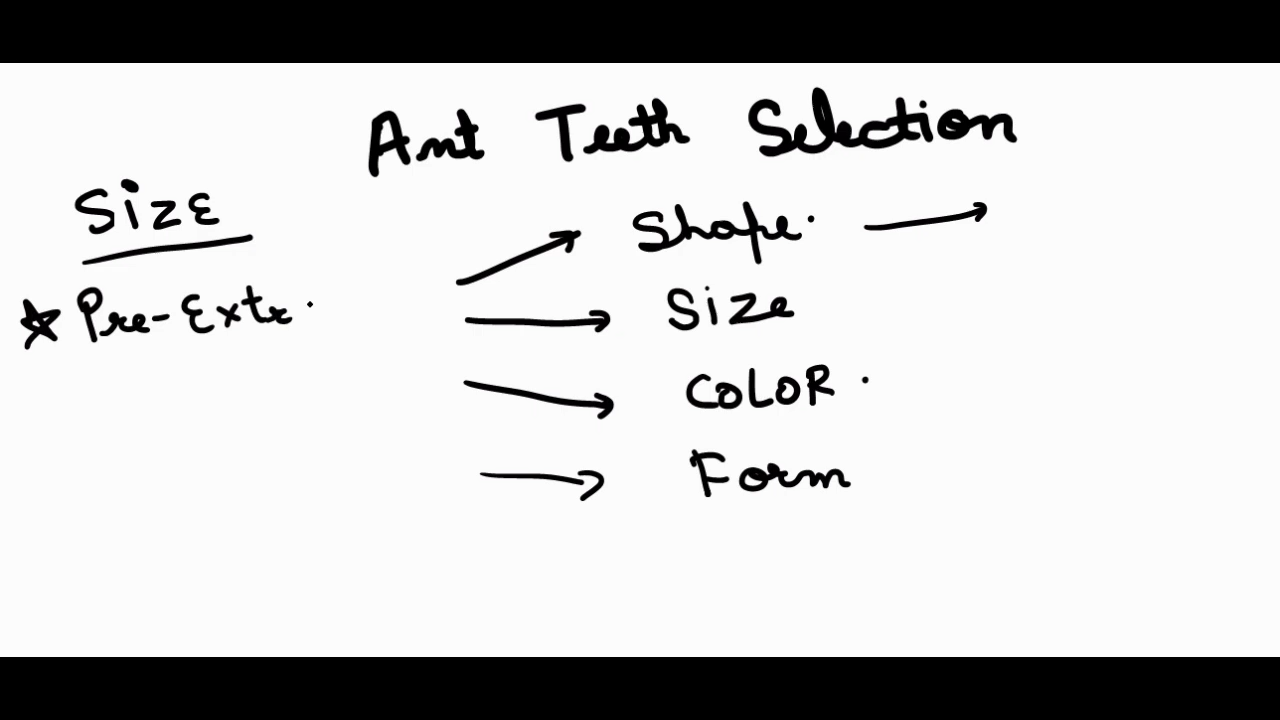 Ant Teeth Selection
Size
Pre-Extr.
Shape.
Size
COLOR.
Form